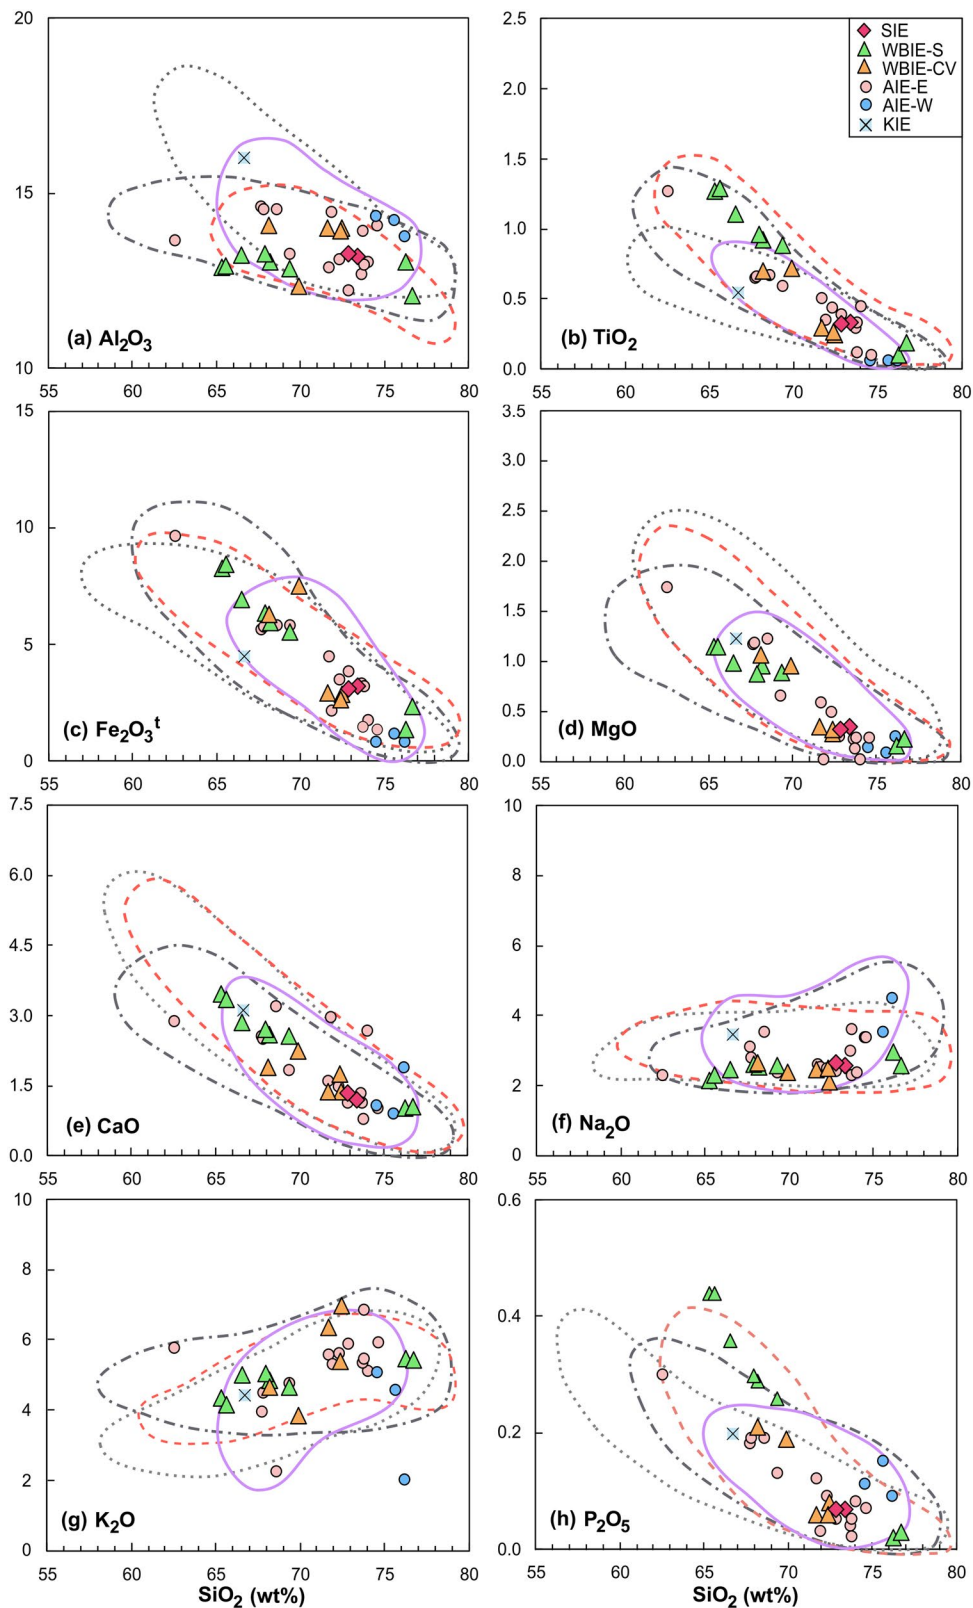 20
15
10
(a) Al₂O₃
55 60 65 70 75 80
2.5
2.0
1.5
1.0
0.5
0.0
SIE
WBIE-S
WBIE-CV
AIE-E
AIE-W
KIE
(b) TiO₂
55 60 65 70 75 80
15
10
5
0
(c) Fe₂O₃ᵗ
55 60 65 70 75 80
3.5
3.0
2.5
2.0
1.5
1.0
0.5
0.0
(d) MgO
55 60 65 70 75 80
7.5
6.0
4.5
3.0
1.5
0.0
(e) CaO
55 60 65 70 75 80
10
8
6
4
2
0
(f) Na₂O
55 60 65 70 75 80
10
8
6
4
2
0
(g) K₂O
55 60 65 70 75 80
SiO₂ (wt%)
0.6
0.4
0.2
0.0
(h) P₂O₅
55 60 65 70 75 80
SiO₂ (wt%)